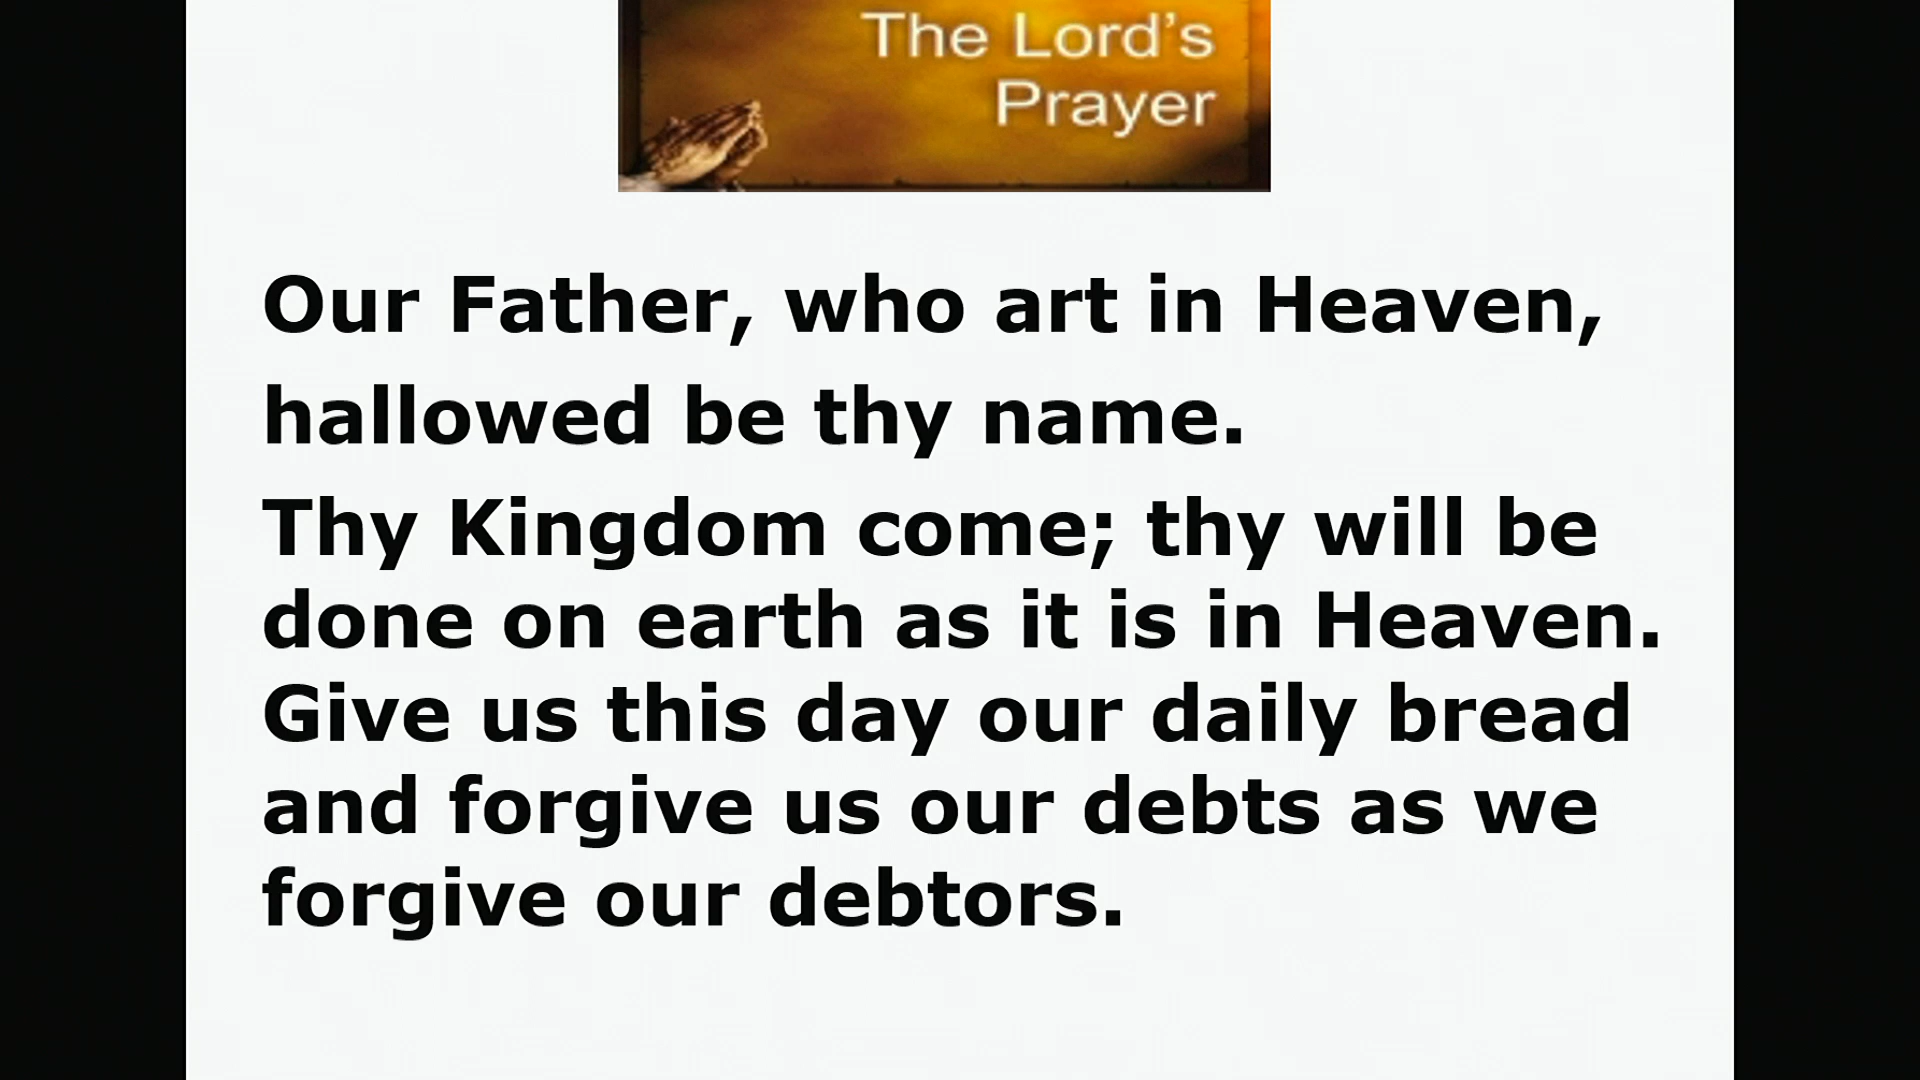 The Lord's
Prayer
Our Father, who art in Heaven,
hallowed be thy name.
Thy Kingdom come; thy will be
done on earth as it is in Heaven.
Give us this day our daily bread
and forgive us our debts as we
forgive our debtors.